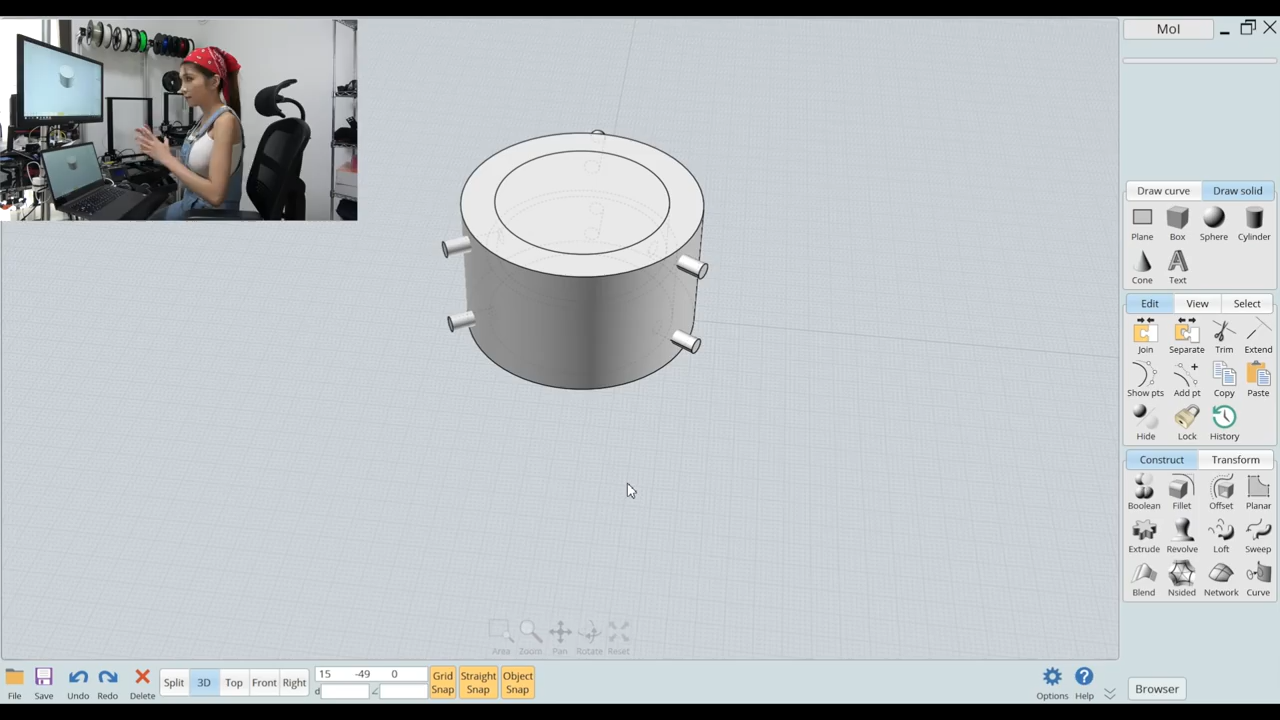 MoI
Draw curve Draw solid
Plane Box Sphere Cylinder
Cone Text
Edit View Select
Join Separate Trim Extend
Show pts Add pt Copy Paste
Hide Lock History
Construct Transform
Boolean Fillet Offset Planar
Extrude Revolve Loft Sweep
Blend Nsided Network Curve
Area Zoom Pan Rotate Reset
File Save Undo Redo Delete
Split 3D Top Front Right
15 -49 0
d
Grid Snap
Straight Snap
Object Snap
Options Help
Browser